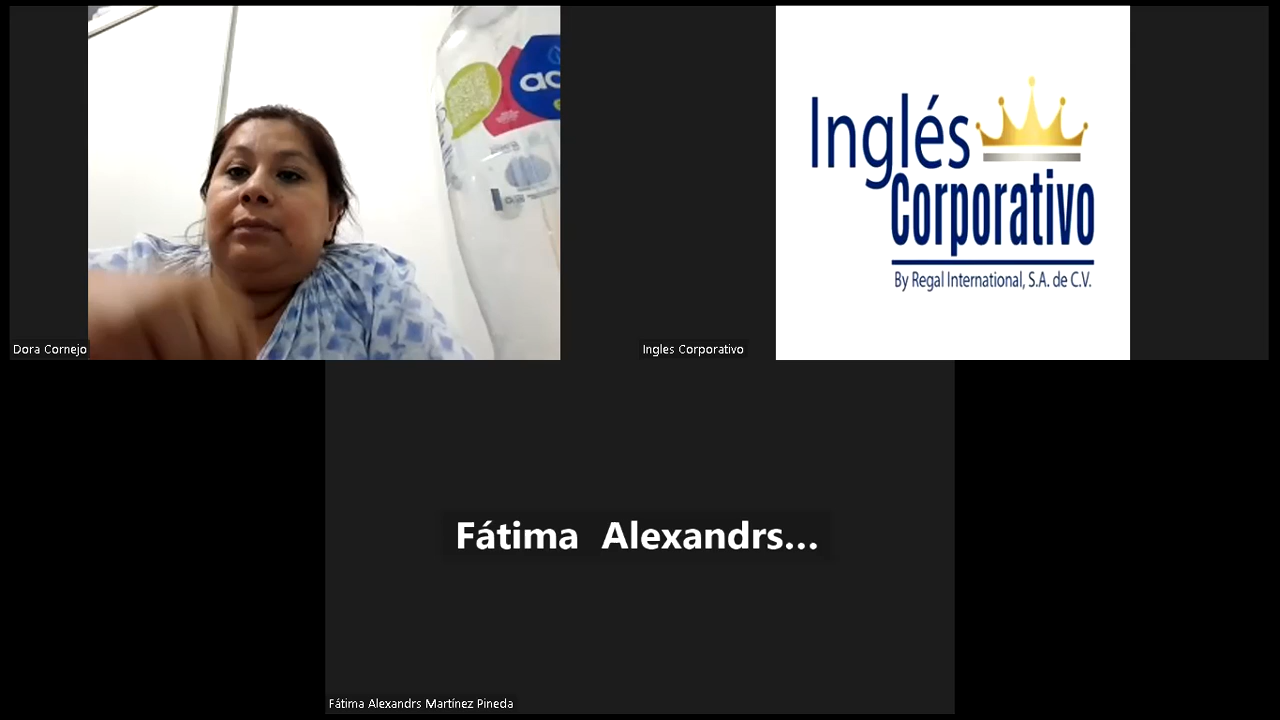 Dora Cornejo
Inglés
Corporativo
By Regal International, S.A. de C.V.
Ingles Corporativo
Fátima Alexandrs...
Fátima Alexandrs Martínez Pineda